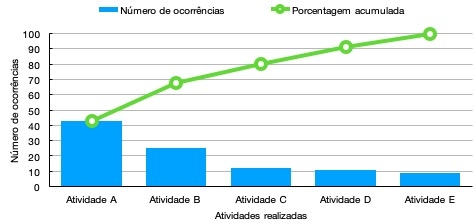 Número de ocorrências Porcentagem acumulada
100
90
80
70
60
50
40
30
20
10
0
Número de ocorrências
Atividade A Atividade B Atividade C Atividade D Atividade E
Atividades realizadas